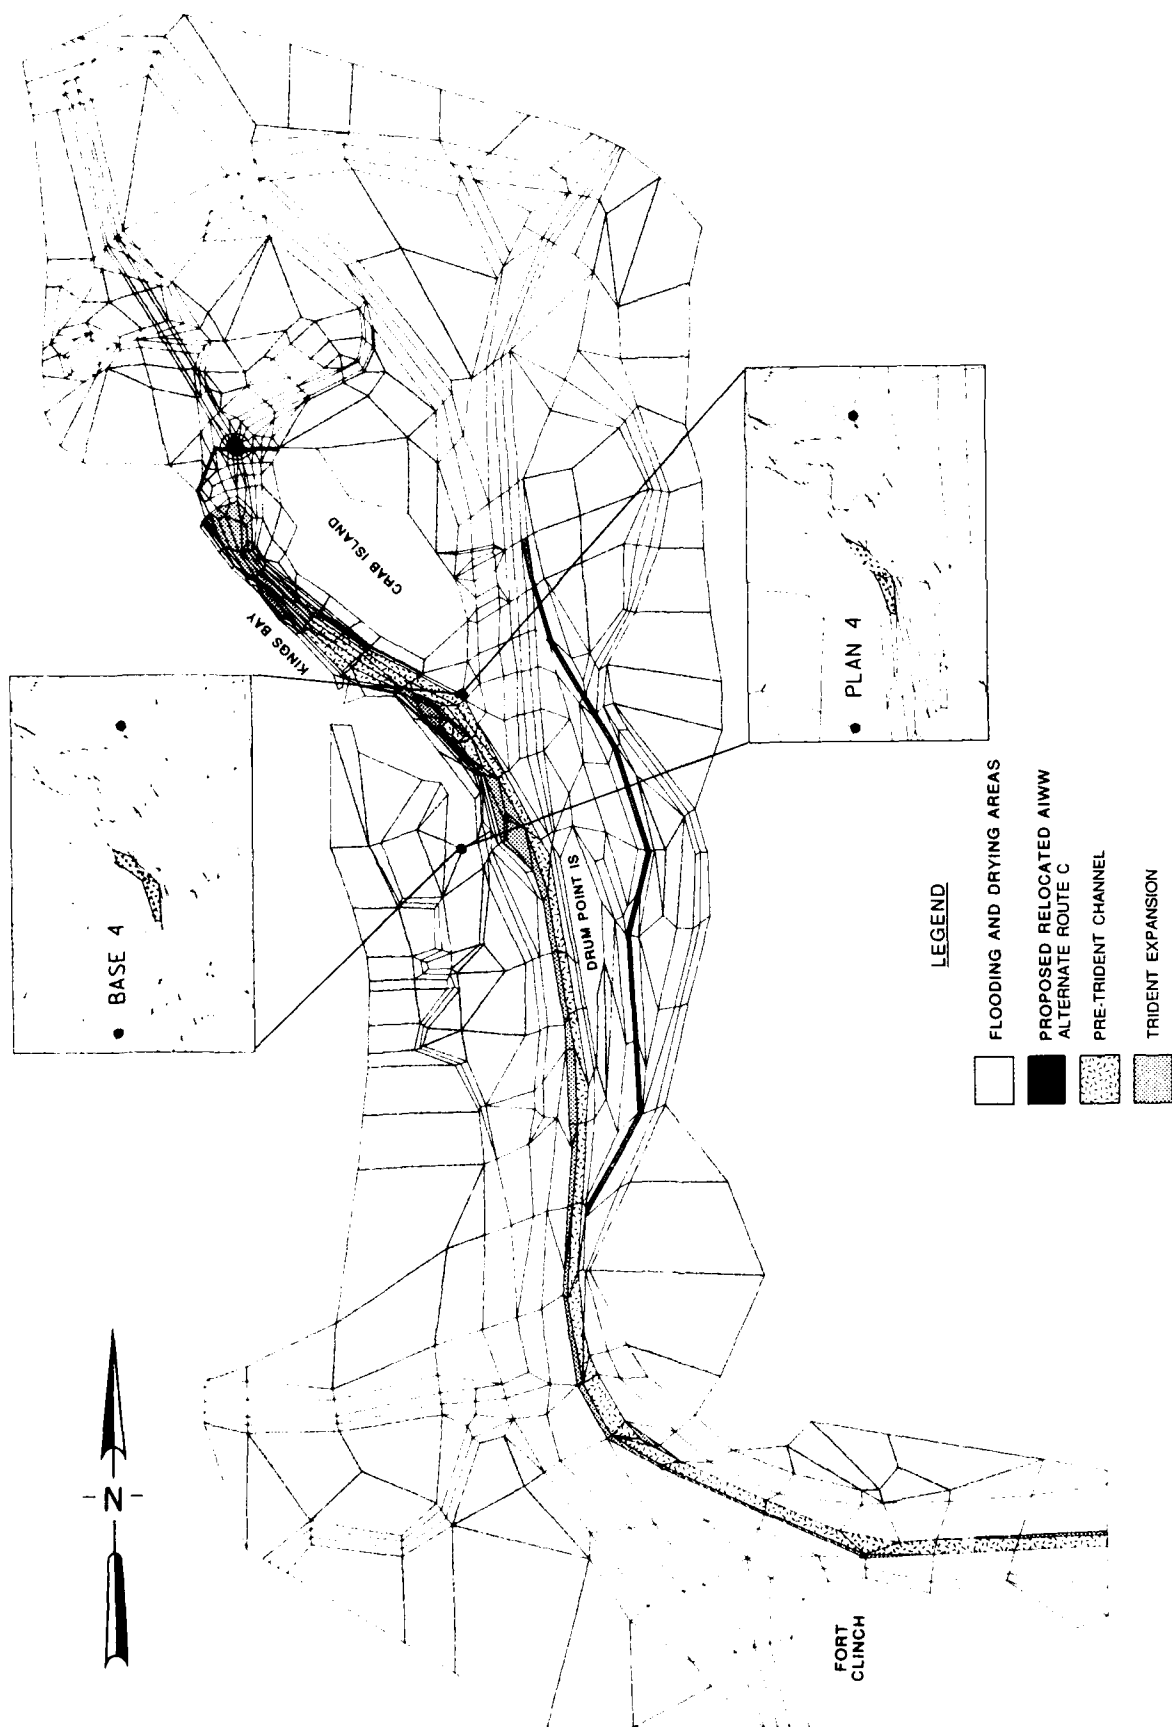 BASE 4
KINGS BAY
CRAB ISLAND
PLAN 4
DRUM POINT IS
N
FORT
CLINCH
LEGEND
FLOODING AND DRYING AREAS
PROPOSED RELOCATED AIWW
ALTERNATE ROUTE C
PRE-TRIDENT CHANNEL
TRIDENT EXPANSION